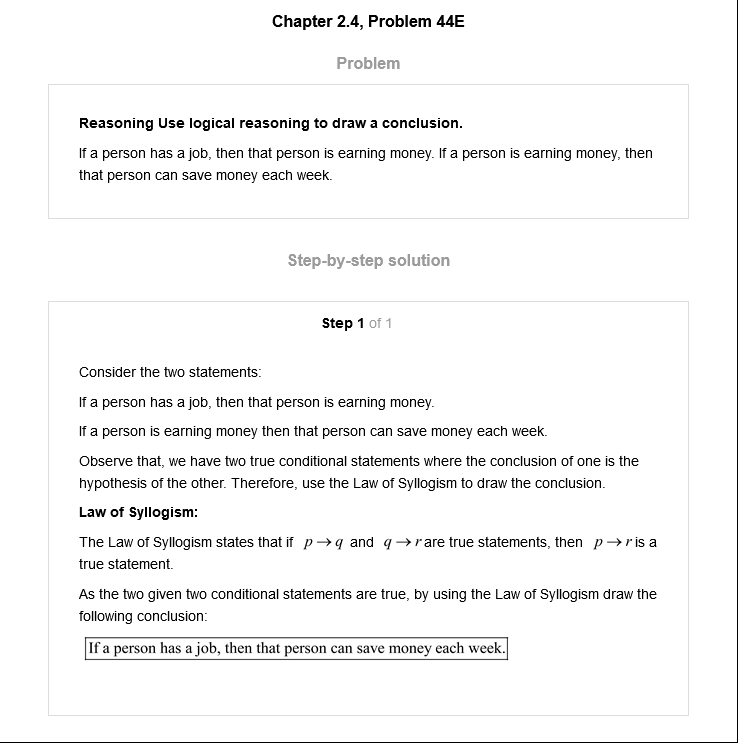 Chapter 2.4, Problem 44E
Problem
Reasoning Use logical reasoning to draw a conclusion.
If a person has a job, then that person is earning money. If a person is earning money, then
that person can save money each week.
Step-by-step solution
Step 1 of 1
Consider the two statements:
If a person has a job, then that person is earning money.
If a person is earning money then that person can save money each week.
Observe that, we have two true conditional statements where the conclusion of one is the
hypothesis of the other. Therefore, use the Law of Syllogism to draw the conclusion.
Law of Syllogism:
The Law of Syllogism states that if p→q and q→r are true statements, then p→r is a
true statement.
As the two given two conditional statements are true, by using the Law of Syllogism draw the
following conclusion:
If a person has a job, then that person can save money each week.